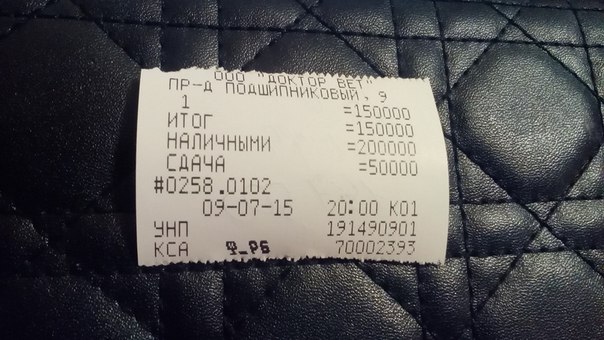 ООО "ДОКТОР ВЕТ"
ПР-Д ПОДШИПНИКОВЫЙ, 9
1 =150000
ИТОГ =150000
НАЛИЧНЫМИ =200000
СДАЧА =50000
#0258.0102
09-07-15 20:00 К01
УНП 191490901
КСА Ф_РБ 70002393